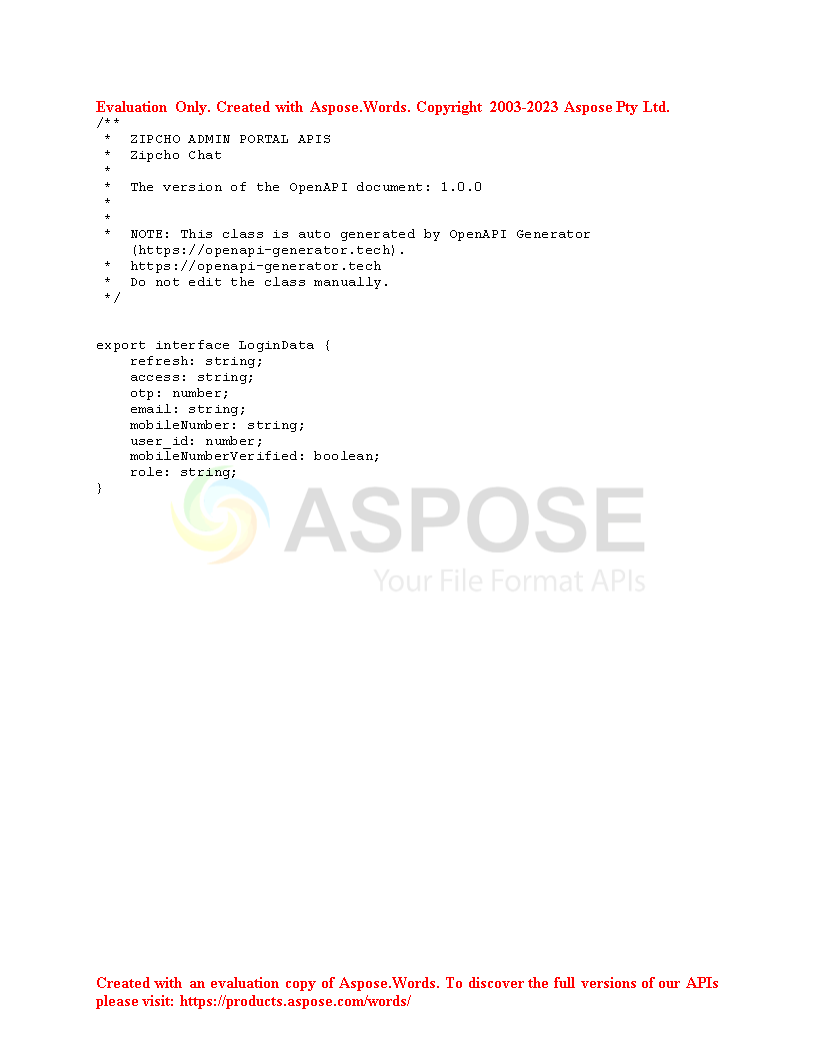 Evaluation Only. Created with Aspose.Words. Copyright 2003-2023 Aspose Pty Ltd.
/**
 *  ZIPCHO ADMIN PORTAL APIS
 *  Zipcho Chat
 *
 *  The version of the OpenAPI document: 1.0.0
 *
 *
 *  NOTE: This class is auto generated by OpenAPI Generator
    (https://openapi-generator.tech).
 *  https://openapi-generator.tech
 *  Do not edit the class manually.
 */
export interface LoginData {
    refresh: string;
    access: string;
    otp: number;
    email: string;
    mobileNumber: string;
    user_id: number;
    mobileNumberVerified: boolean;
    role: string;
}
ASPOSE
Your File Format APIs
Created with an evaluation copy of Aspose.Words. To discover the full versions of our APIs
please visit: https://products.aspose.com/words/